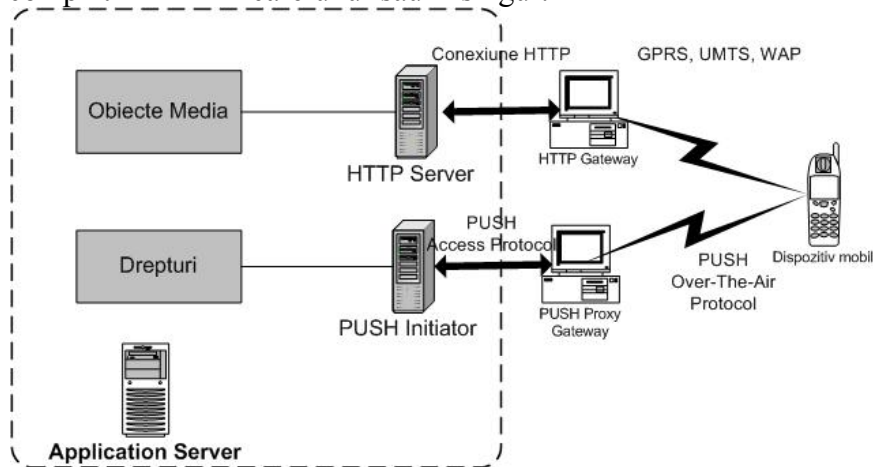 Conexiune HTTP
GPRS, UMTS, WAP
Obiecte Media
HTTP Server
HTTP Gateway
PUSH
Access Protocol
Drepturi
PUSH Initiator
PUSH Proxy
Gateway
PUSH
Over-The-Air
Protocol
Dispozitiv mobil
Application Server